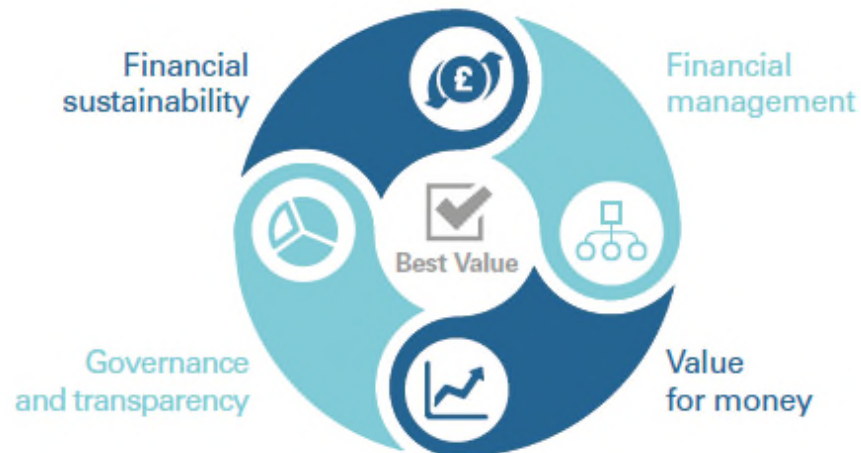 Financial
sustainability
Financial
management
£
Best Value
Governance
and transparency
Value
for money